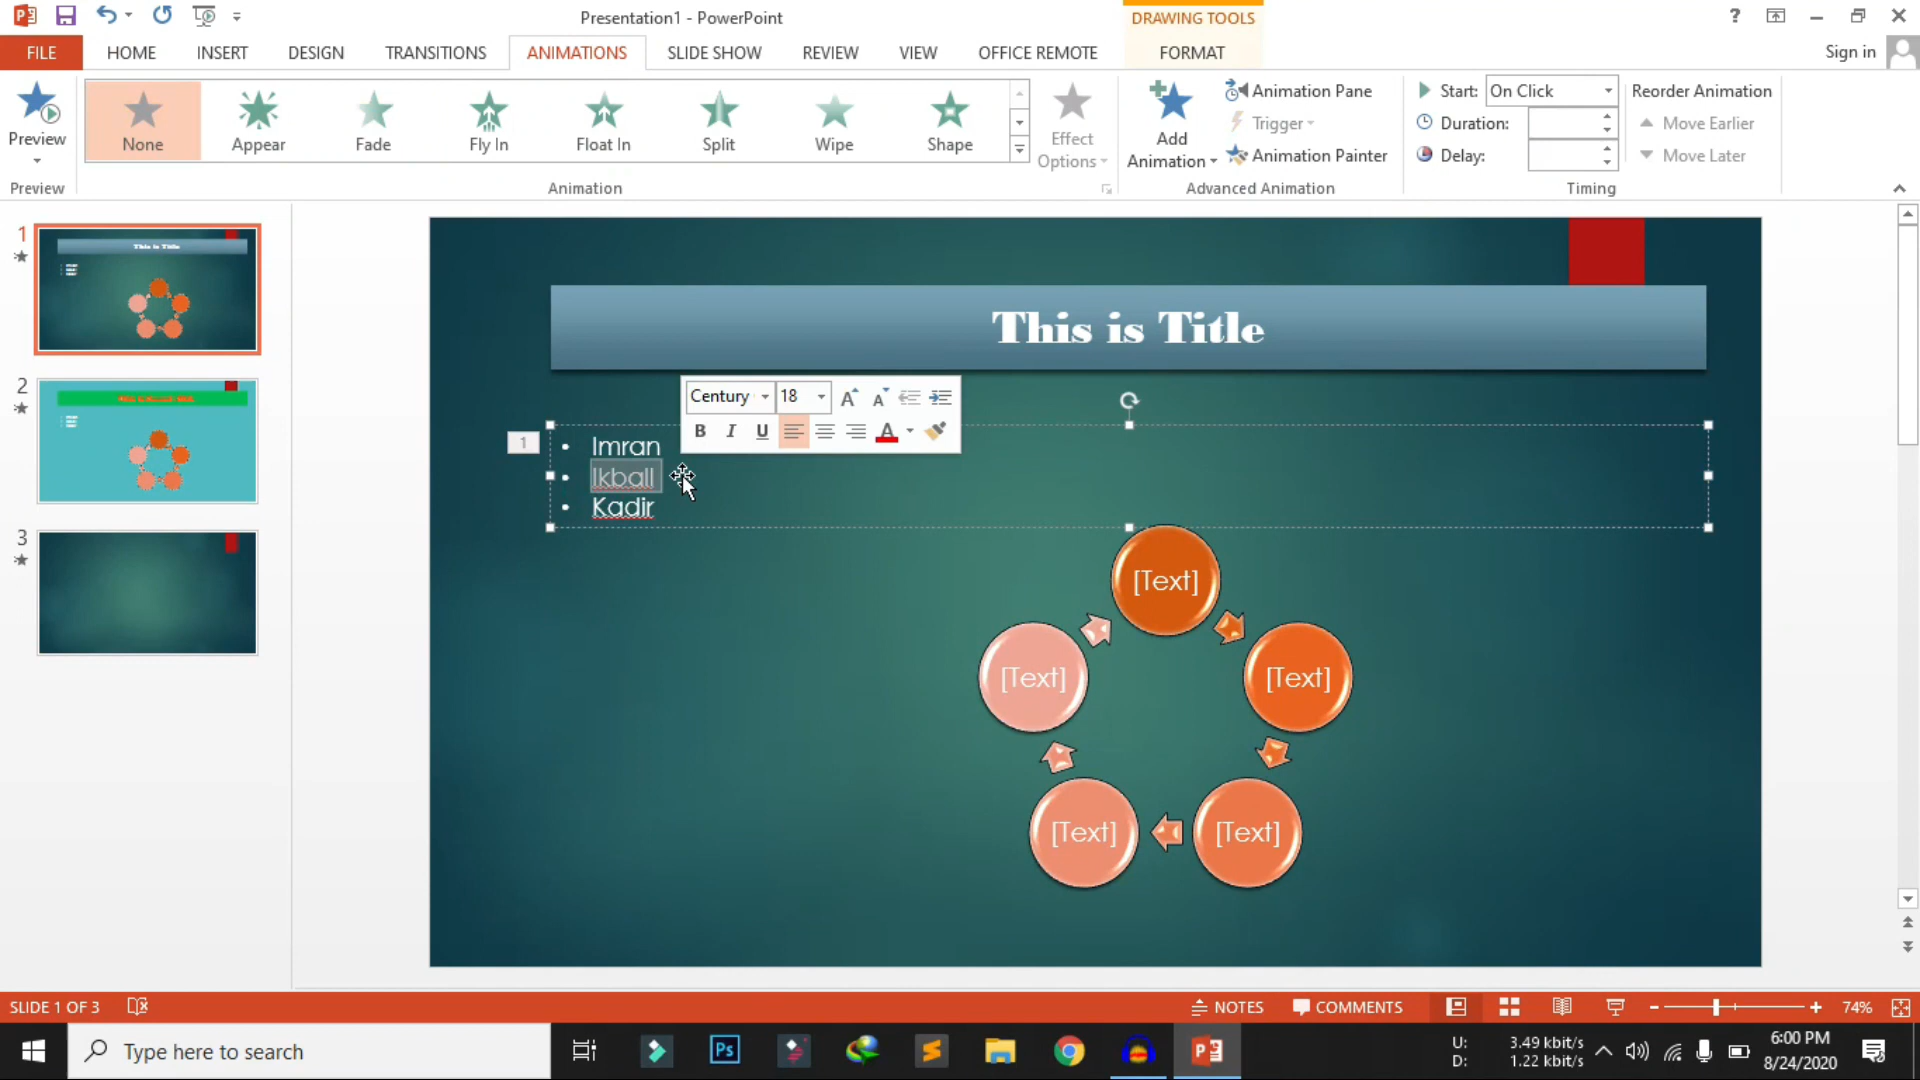 Presentation1 - PowerPoint
DRAWING TOOLS
?
FILE
HOME
INSERT
DESIGN
TRANSITIONS
ANIMATIONS
SLIDE SHOW
REVIEW
VIEW
OFFICE REMOTE
FORMAT
Sign in
Preview
None
Appear
Fade
Fly In
Float In
Split
Wipe
Shape
Effect
Options
Add
Animation
Animation Pane
Trigger
Animation Painter
Start: On Click
Duration:
Delay:
Reorder Animation
Move Earlier
Move Later
Preview
Animation
Advanced Animation
Timing
1
This is Title
2
3
This is Title
Century 18
B I U A
1
• Imran
• Ikball
• Kadir
[Text]
[Text]
[Text]
[Text]
[Text]
SLIDE 1 OF 3
NOTES
COMMENTS
74%
Type here to search
Ps
U: 3.49 kbit/s
D: 1.22 kbit/s
6:00 PM
8/24/2020